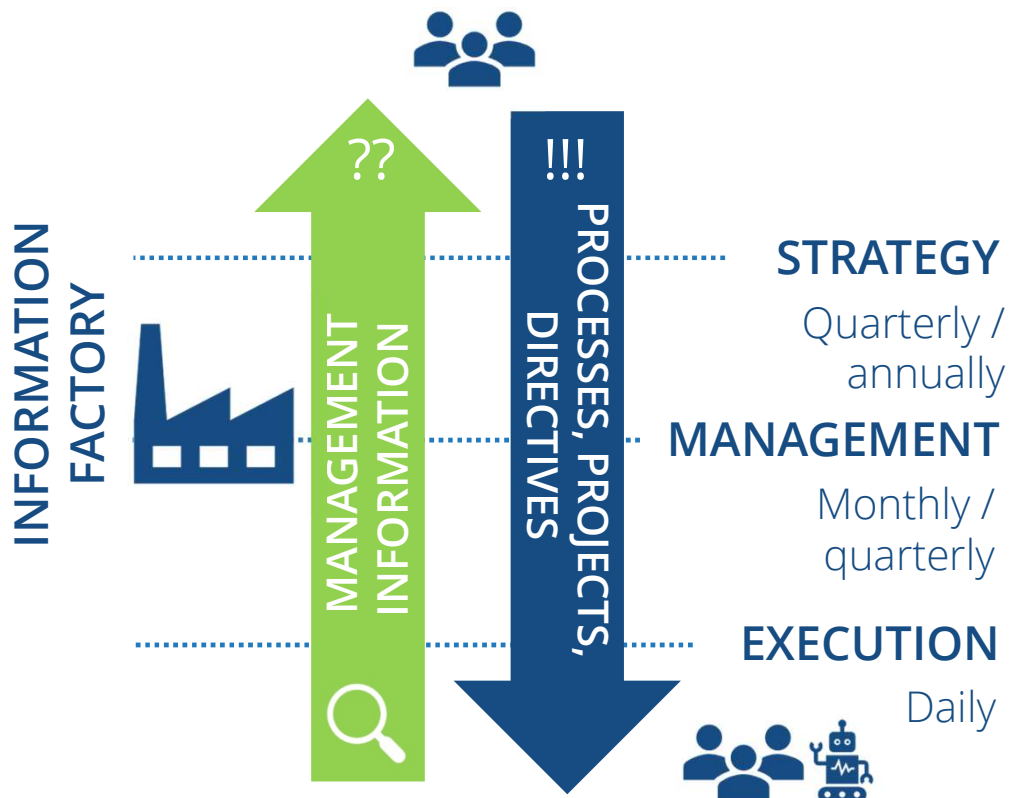 INFORMATION
FACTORY
??
MANAGEMENT
INFORMATION
!!!
PROCESSES, PROJECTS,
DIRECTIVES
STRATEGY
Quarterly /
annually
MANAGEMENT
Monthly /
quarterly
EXECUTION
Daily